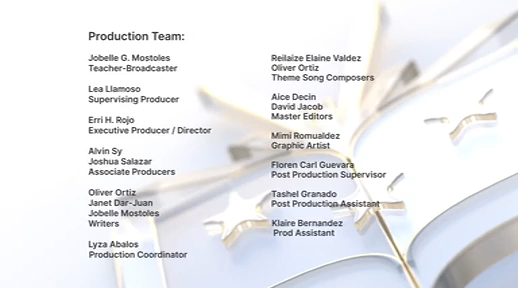 Production Team:
Jobelle G. Mostoles
Teacher-Broadcaster
Lea Llamoso
Supervising Producer
Erri H. Rojo
Executive Producer / Director
Alvin Sy
Joshua Salazar
Associate Producers
Oliver Ortiz
Janet Dar-Juan
Jobelle Mostoles
Writers
Lyza Abalos
Production Coordinator
Reilaize Elaine Valdez
Oliver Ortiz
Theme Song Composers
Aice Decin
David Jacob
Master Editors
Mimi Romualdez
Graphic Artist
Floren Carl Guevara
Post Production Supervisor
Tashel Granado
Post Production Assistant
Klaire Bernandez
Prod Assistant